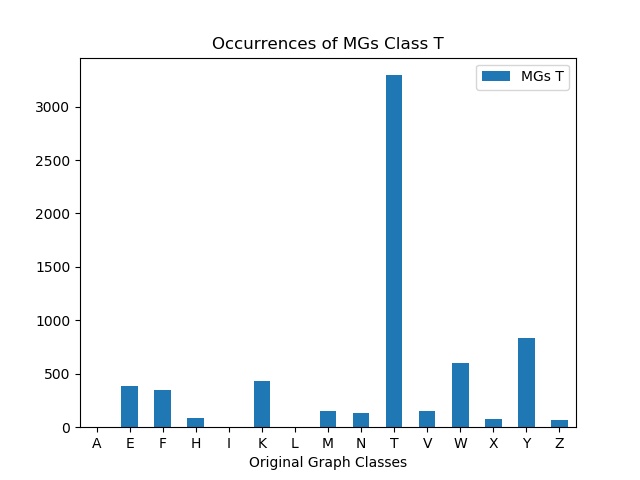 Occurrences of MGs Class T
MGs T
3000
2500
2000
1500
1000
500
0
A E F H I K L M N T V W X Y Z
Original Graph Classes